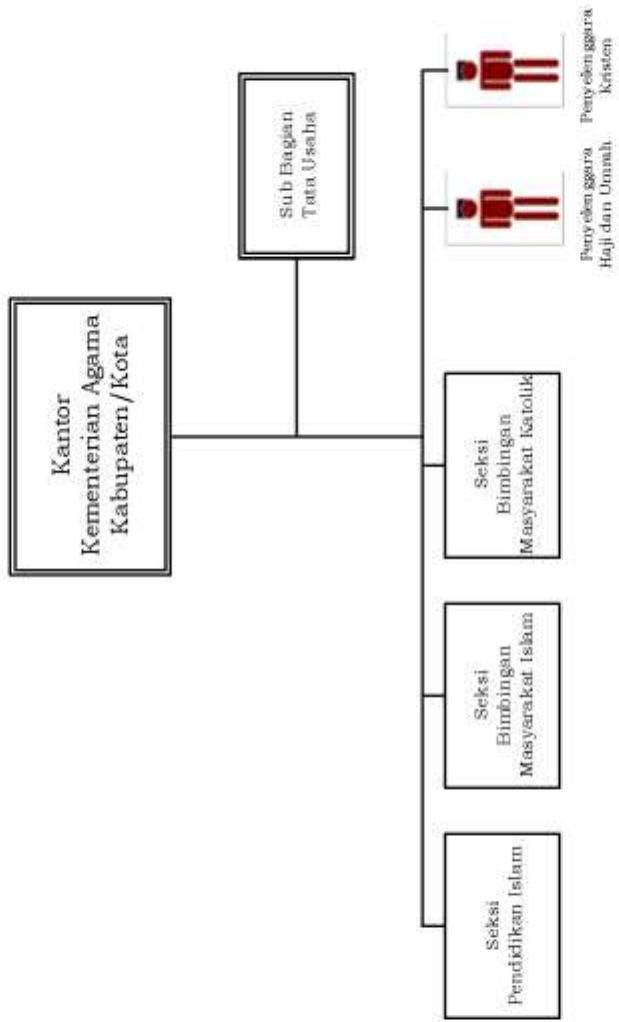 Kantor
Kementerian Agama
Kabupaten/Kota
Sub Bagian
Tata Usaha
Seksi
Pendidikan Islam
Seksi
Bimbingan
Masyarakat Islam
Seksi
Bimbingan
Masyarakat Katolik
Penyelenggara
Haji dan Umrah
Penyelenggara
Kristen